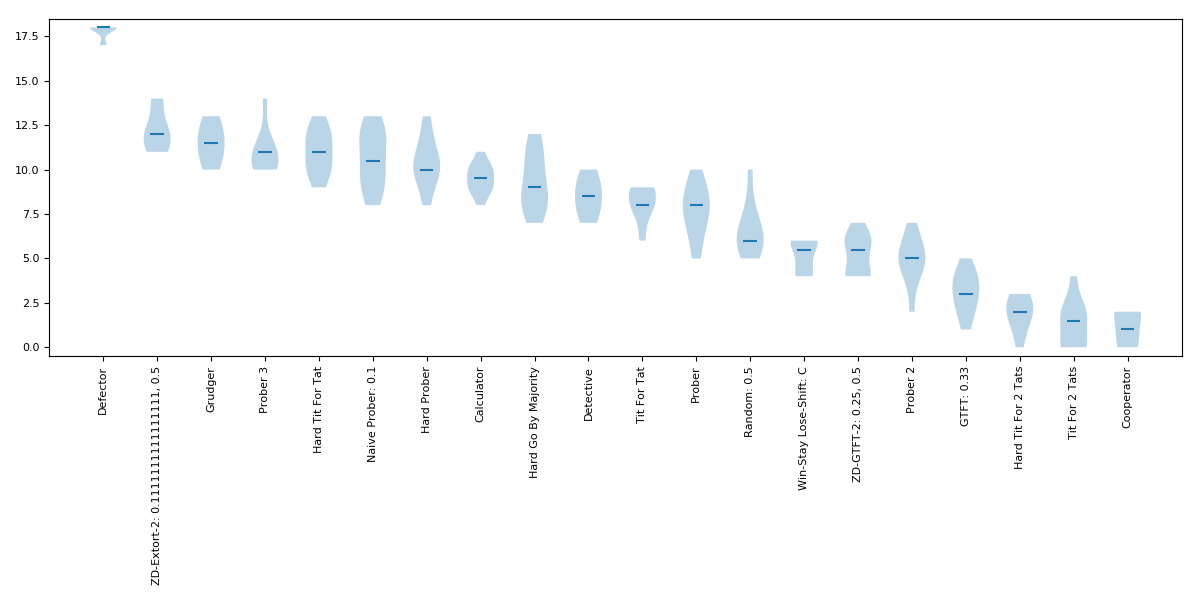 17.5
15.0
12.5
10.0
7.5
5.0
2.5
0.0
Defector
ZD-Extort-2: 0.1111111111111111, 0.5
Grudger
Prober 3
Hard Tit For Tat
Naive Prober: 0.1
Hard Prober
Calculator
Hard Go By Majority
Detective
Tit For Tat
Prober
Random: 0.5
Win-Stay Lose-Shift: C
ZD-GTFT-2: 0.25, 0.5
Prober 2
GTFT: 0.33
Hard Tit For 2 Tats
Tit For 2 Tats
Cooperator